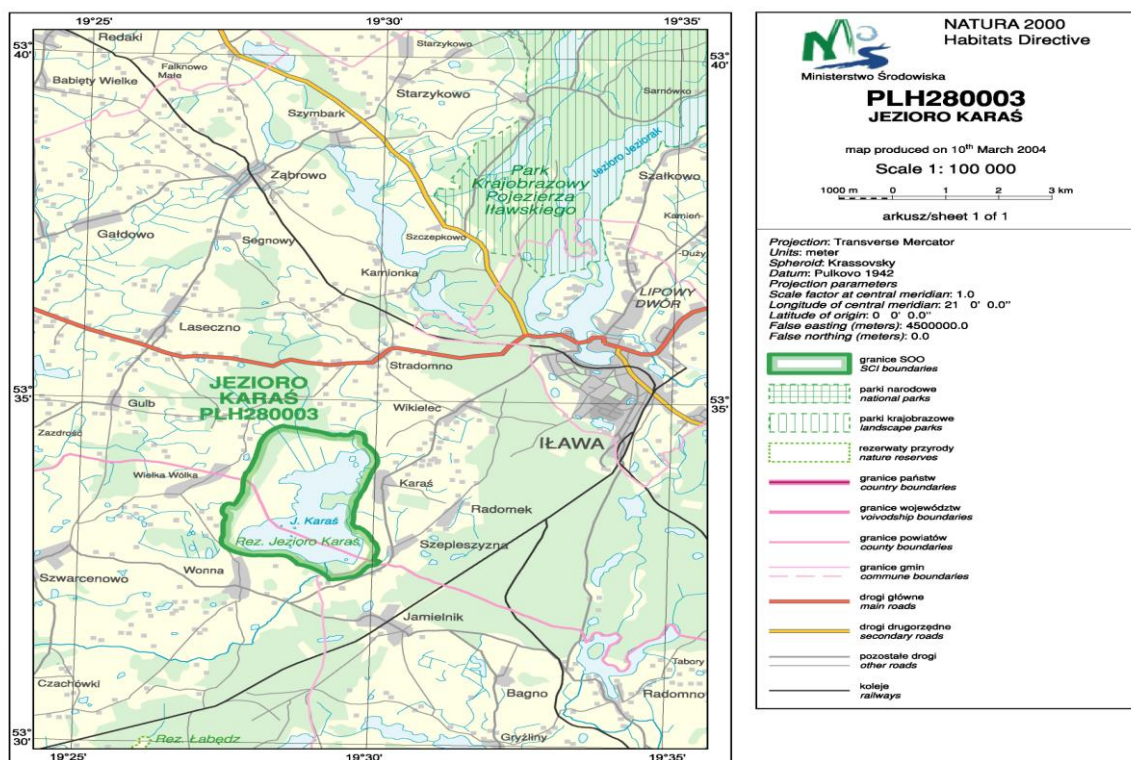 19°25'
19°30'
19°35'
53°
40'
53°
40'
Redaki
Starzykowo
Falknowo
Małe
Babięty Wielke
Starzykowo
Sarnówko
Szymbark
Jezioro Jeziorak
Park
Krajobrazowy
Pojezierza
Iławskiego
Szałkowo
Ząbrowo
Kamień-
-Duży
Gałdowo
Segnowy
Szczepkowo
Kamionka
LIPOWY
DWÓR
Laseczno
Stradomno
53°
35'
53°
35'
JEZIORO
KARAŚ
PLH280003
Gulb
Wikielec
Zazdrość
IŁAWA
Wielka Wólka
Karaś
J. Karaś
Radomek
Rez. Jezioro Karaś
Szepleszyzna
Wonna
Szwarcenowo
Jamielnik
Tabory
Czachówki
Bagno
Radomno
Gryźliny
Rez. Łabędź
53°
30'
53°
30'
19°25'
19°30'
19°35'
NATURA 2000
Habitats Directive
Ministerstwo Środowiska
PLH280003
JEZIORO KARAŚ
map produced on 10th March 2004
Scale 1: 100 000
1000 m 0 1 2 3 km
arkusz/sheet 1 of 1
Projection: Transverse Mercator
Units: meter
Spheroid: Krassovsky
Datum: Pulkovo 1942
Projection parameters
Scale factor at central meridian: 1.0
Longitude of central meridian: 21 0' 0.0"
Latitude of origin: 0 0' 0.0"
False easting (meters): 4500000.0
False northing (meters): 0.0
granice SOO
SCI boundaries
parki narodowe
national parks
parki krajobrazowe
landscape parks
rezerwaty przyrody
nature reserves
granice państw
country boundaries
granice województw
voivodship boundaries
granice powiatów
county boundaries
granice gmin
commune boundaries
drogi główne
main roads
drogi drugorzędne
secondary roads
pozostałe drogi
other roads
koleje
railways